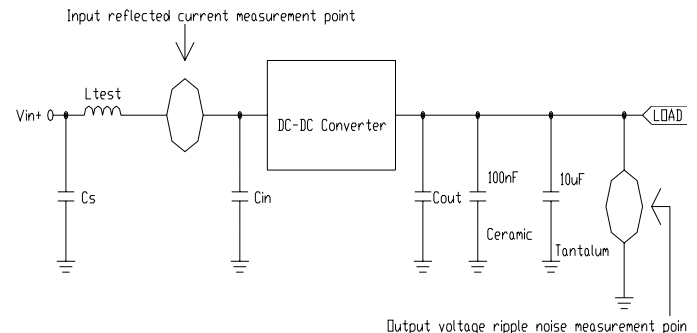 Input reflected current measurement point
Ltest
Vin+
DC-DC Converter
LOAD
Cs
Cin
Cout
100nF
Ceramic
10uF
Tantalum
Output voltage ripple noise measurement poin